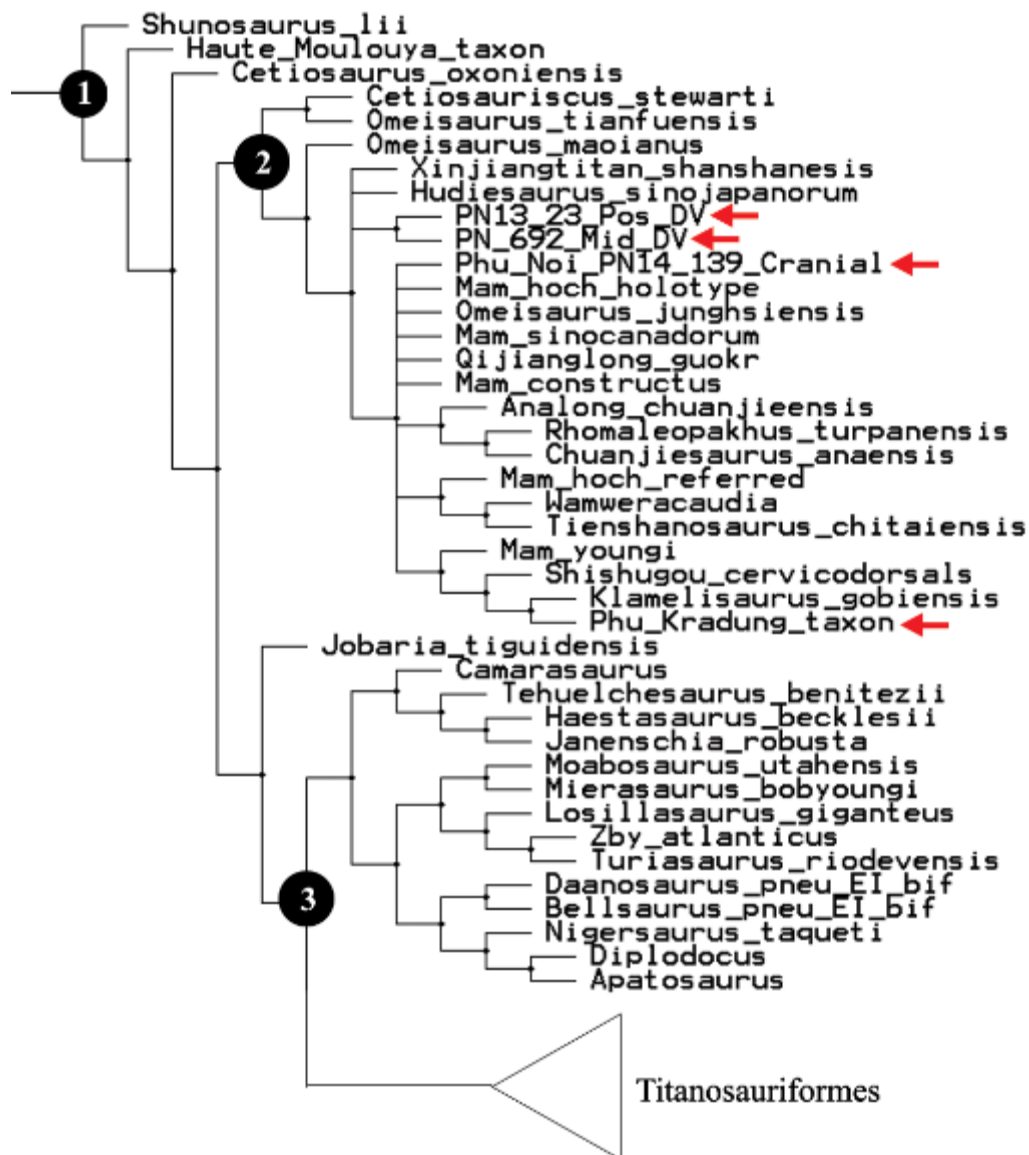 Shunosaurus_lii
Haute_Moulouya_taxon
1
Cetiosaurus_oxoniensis
Cetiosauriscus_stewarti
Omeisaurus_tianfuensis
Omeisaurus_maoianus
2
Xinjiangtitan_shanshanesis
Hudiesaurus_sinojapanorum
PN13_23_Pos_DV
PN_692_Mid_DV
Phu_Noi_PN14_139_Cranial
Mam_hoch_holotype
Omeisaurus_junghsiensis
Mam_sinocanadorum
Qijianglong_guokr
Mam_constructus
Analong_chuanjieensis
Rhomaleopakhus_turpanensis
Chuanjiesaurus_anaensis
Mam_hoch_referred
Wamweracaudia
Tienshanosaurus_chitaiensis
Mam_youngi
Shishugou_cervicodorsals
Klamelisaurus_gobiensis
Phu_Kradung_taxon
Jobaria_tiguidensis
Camarasaurus
Tehuelchesaurus_benitezii
Haestasaurus_becklesii
Janenschia_robusta
Moabosaurus_utahensis
Mierasaurus_bobyoungi
Losillasaurus_giganteus
Zby_atlanticus
Turiasaurus_riodevensis
Daanosaurus_pneu_EI_bif
3
Bellsaurus_pneu_EI_bif
Nigersaurus_taqueti
Diplodocus
Apatosaurus
Titanosauriformes